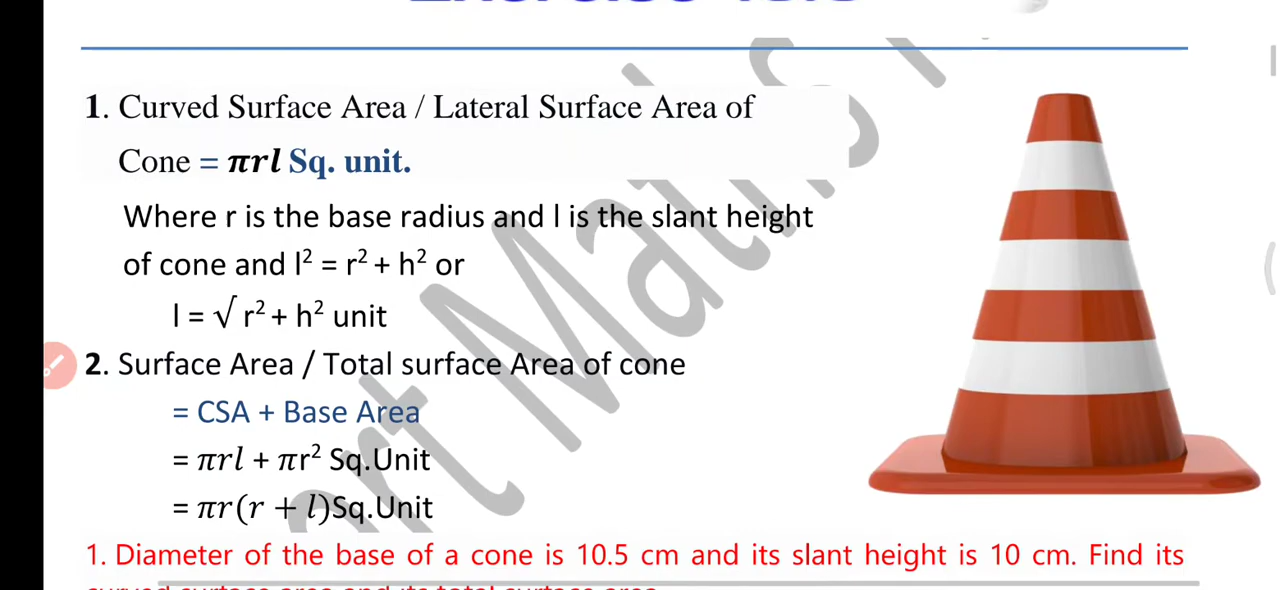 1. Curved Surface Area / Lateral Surface Area of
Cone = πrl Sq. unit.
Where r is the base radius and l is the slant height
of cone and l² = r² + h² or
l = √ r² + h² unit
2. Surface Area / Total surface Area of cone
= CSA + Base Area
= πrl + πr² Sq.Unit
= πr(r + l)Sq.Unit
1. Diameter of the base of a cone is 10.5 cm and its slant height is 10 cm. Find its